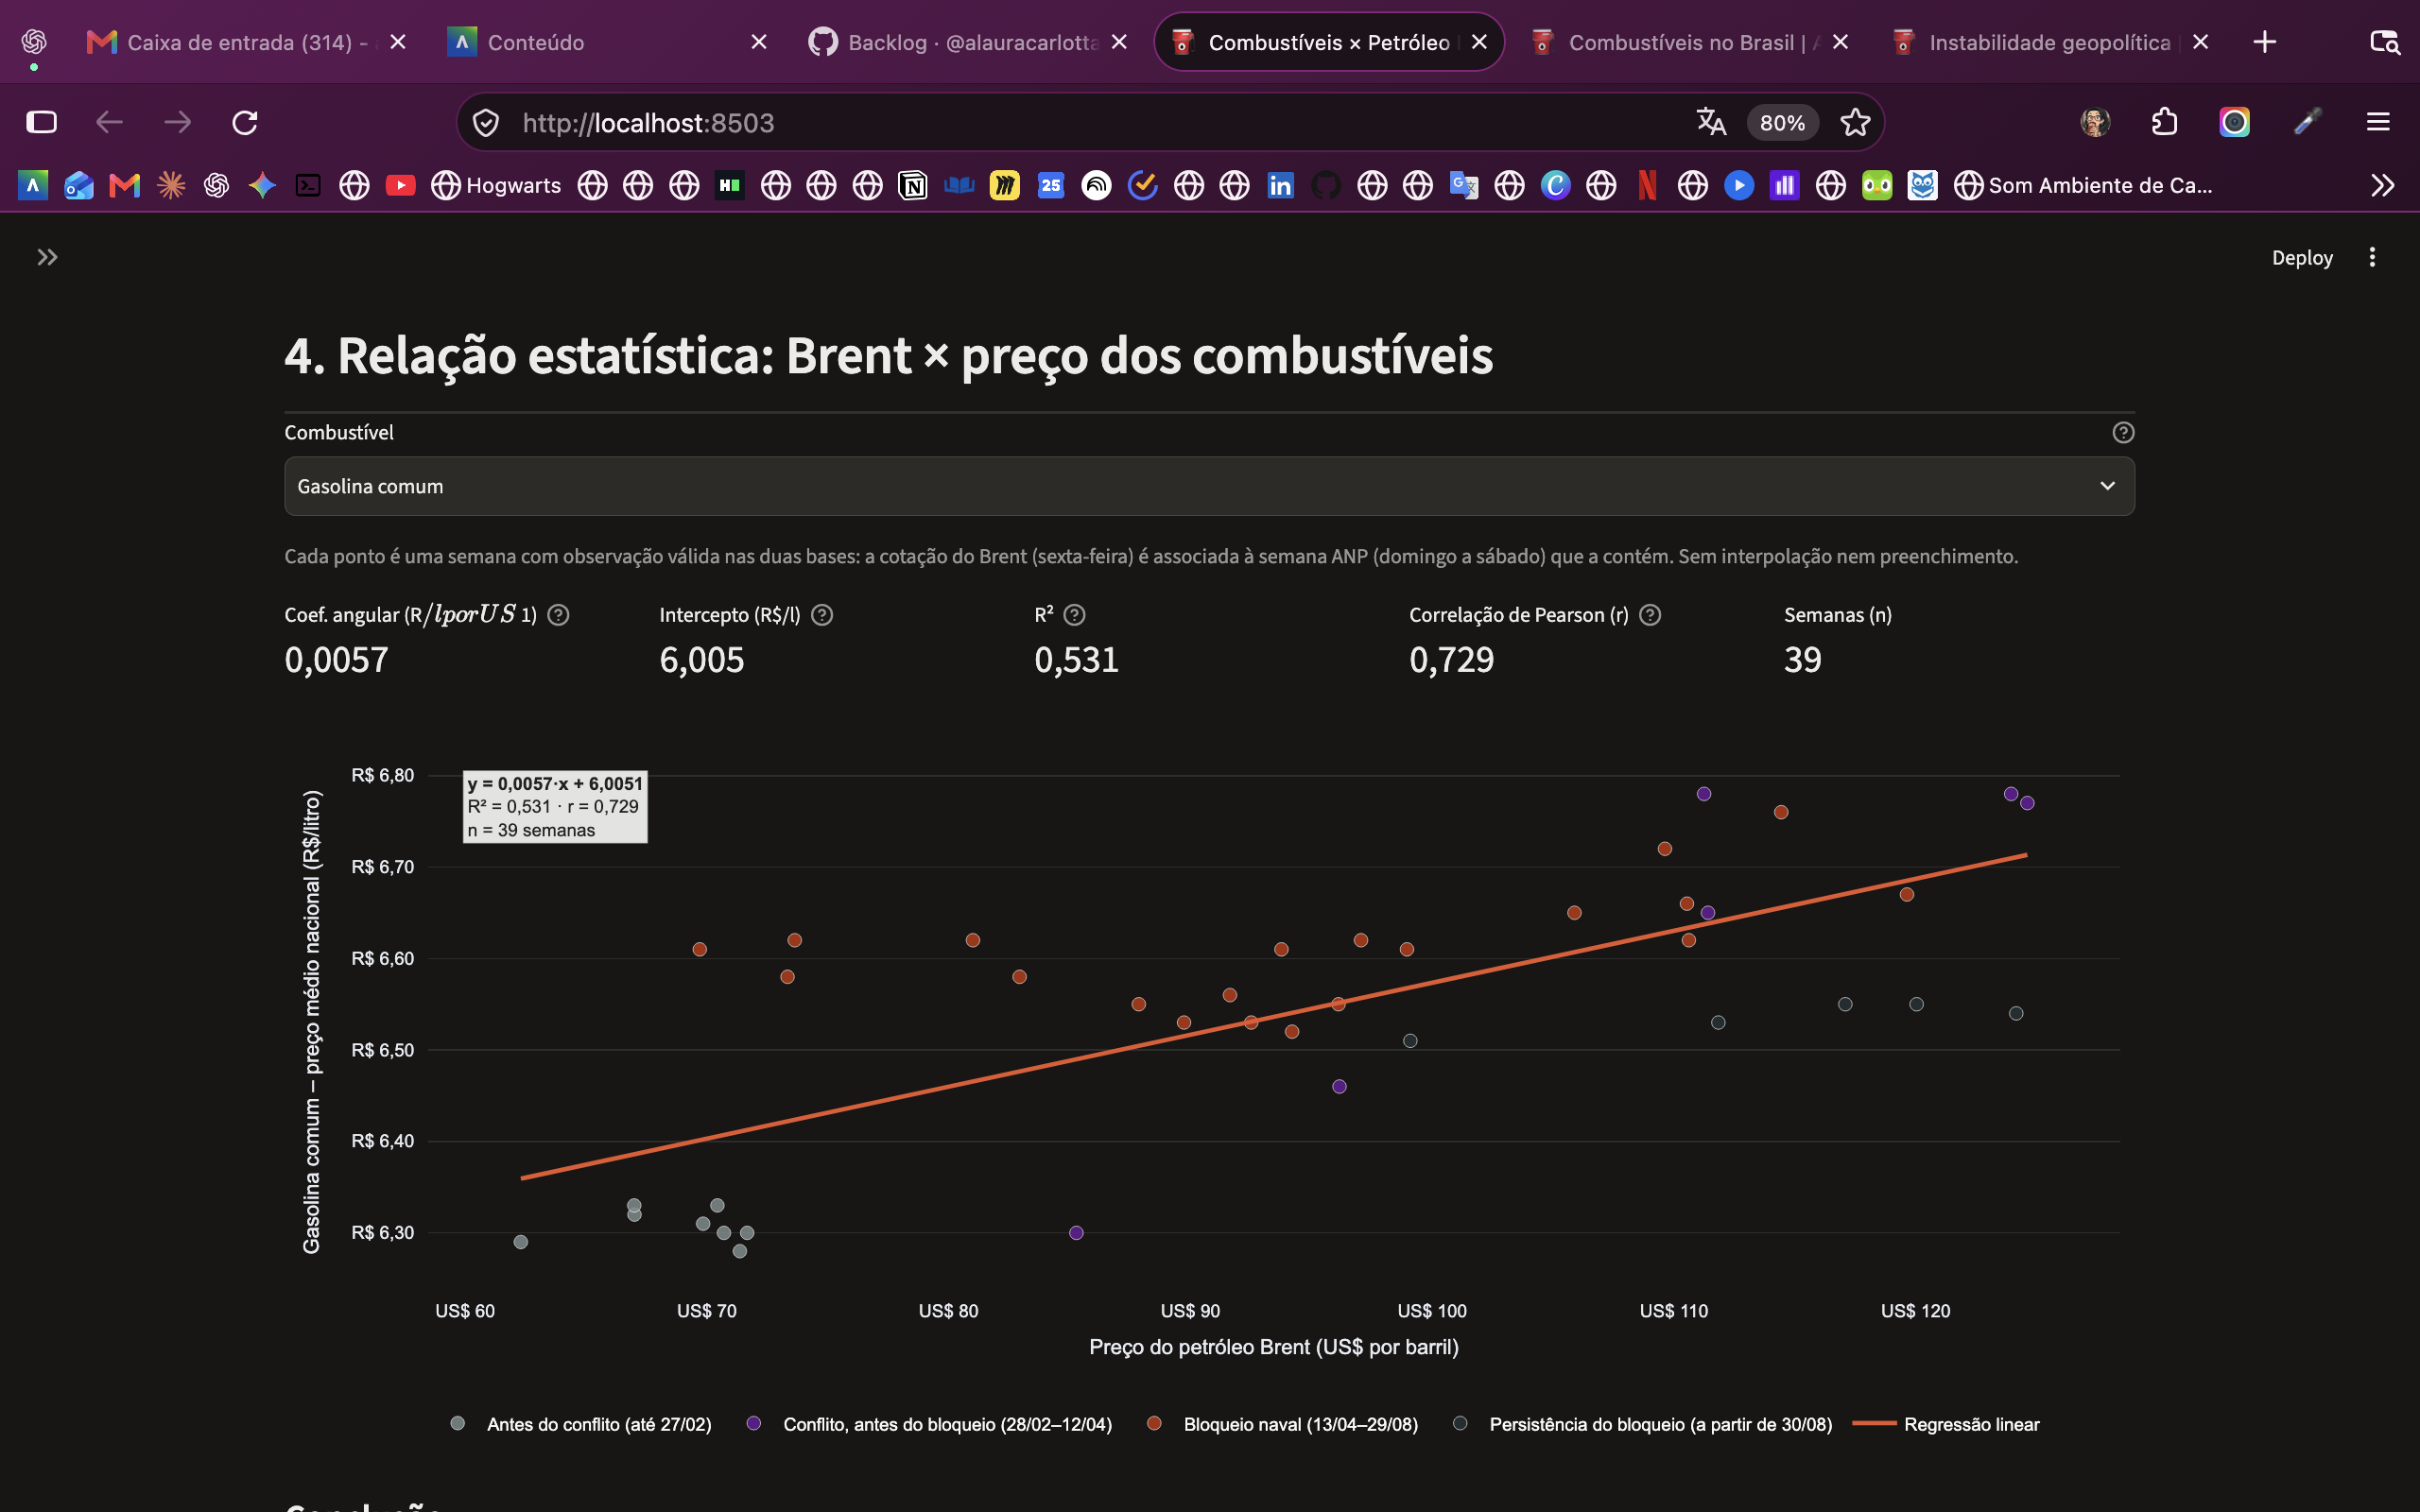 Caixa de entrada (314) -
Conteúdo
Backlog · @alauracarlotta
Combustíveis × Petróleo
Combustíveis no Brasil |
Instabilidade geopolítica
http://localhost:8503
80%
Hogwarts
25
Som Ambiente de Ca...
Deploy
4. Relação estatística: Brent × preço dos combustíveis
Combustível
Gasolina comum
Cada ponto é uma semana com observação válida nas duas bases: a cotação do Brent (sexta-feira) é associada à semana ANP (domingo a sábado) que a contém. Sem interpolação nem preenchimento.
Coef. angular (R/lporUS 1)
0,0057
Intercepto (R$/l)
6,005
R²
0,531
Correlação de Pearson (r)
0,729
Semanas (n)
39
y = 0,0057·x + 6,0051
R² = 0,531 · r = 0,729
n = 39 semanas
Gasolina comum – preço médio nacional (R$/litro)
R$ 6,80
R$ 6,70
R$ 6,60
R$ 6,50
R$ 6,40
R$ 6,30
US$ 60
US$ 70
US$ 80
US$ 90
US$ 100
US$ 110
US$ 120
Preço do petróleo Brent (US$ por barril)
Antes do conflito (até 27/02)
Conflito, antes do bloqueio (28/02–12/04)
Bloqueio naval (13/04–29/08)
Persistência do bloqueio (a partir de 30/08)
Regressão linear